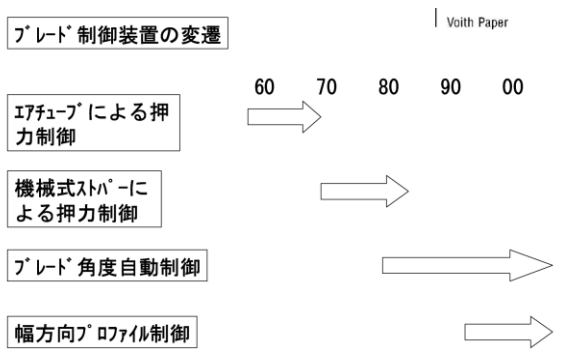 ﾌﾞﾚｰﾄﾞ制御装置の変遷
Voith Paper
60 70 80 90 00
ｴｱﾁｭｰﾌﾞによる押
力制御
機械式ｽﾄﾊﾟｰに
よる押力制御
ﾌﾞﾚｰﾄﾞ角度自動制御
幅方向ﾌﾟﾛﾌｧｲﾙ制御